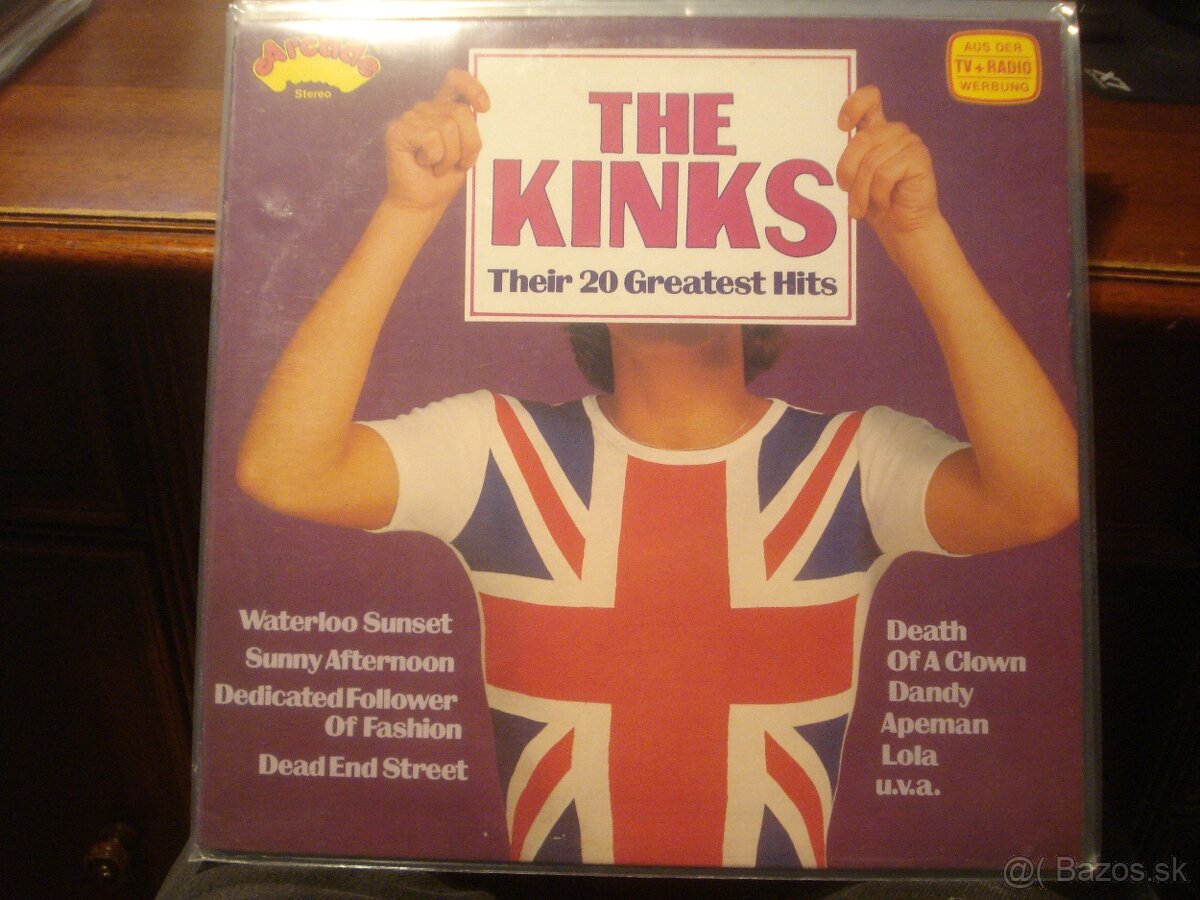 Arcade
Stereo
AUS DER
TV + RADIO
WERBUNG
THE
KINKS
Their 20 Greatest Hits
Waterloo Sunset
Sunny Afternoon
Dedicated Follower
Of Fashion
Dead End Street
Death
Of A Clown
Dandy
Apeman
Lola
u.v.a.
@( Bazos.sk